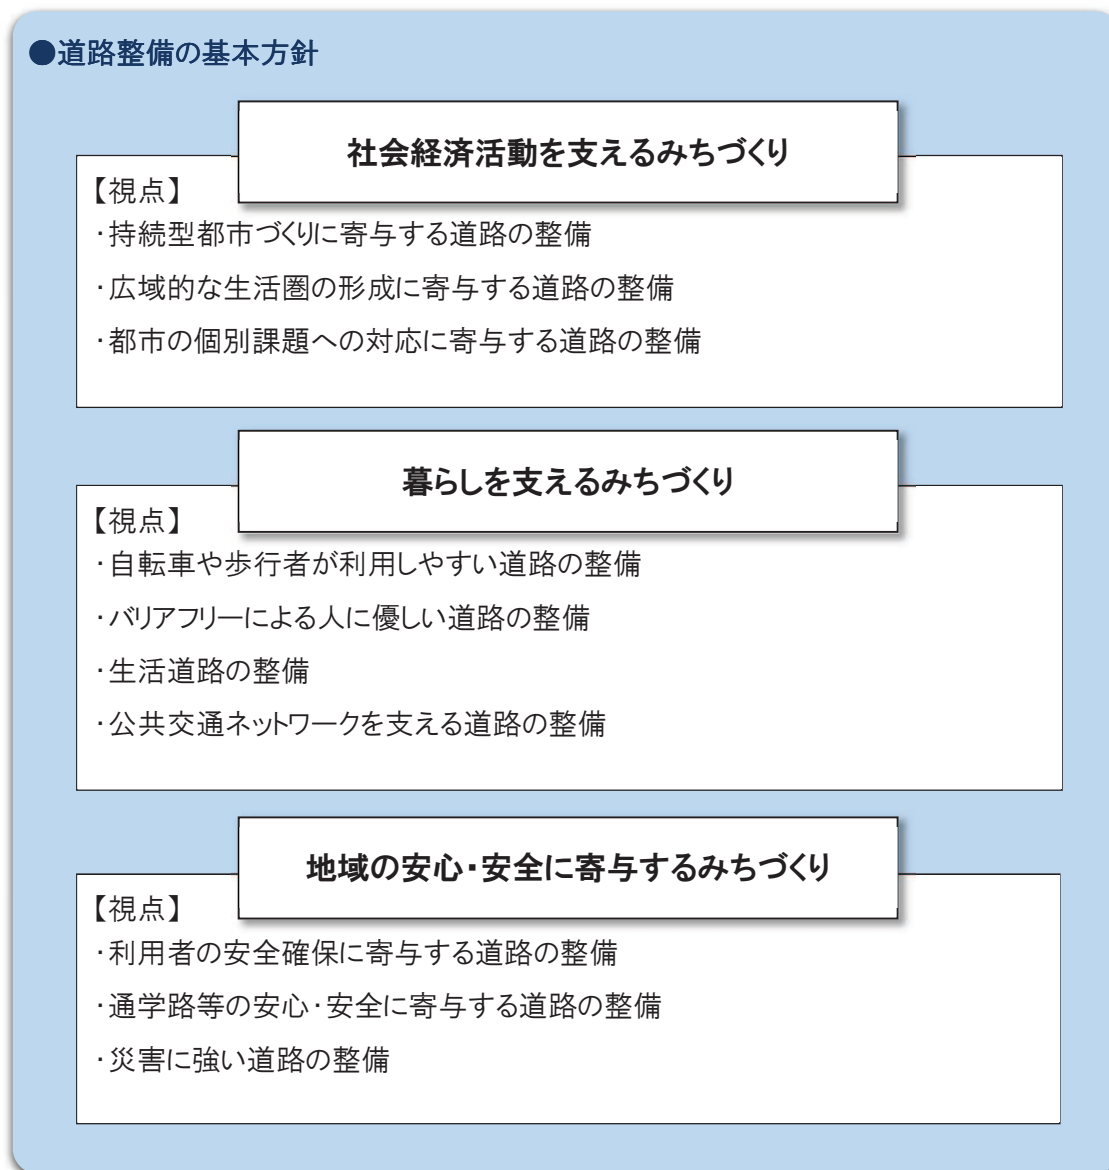 ●道路整備の基本方針
社会経済活動を支えるみちづくり
【視点】
・持続型都市づくりに寄与する道路の整備
・広域的な生活圏の形成に寄与する道路の整備
・都市の個別課題への対応に寄与する道路の整備
暮らしを支えるみちづくり
【視点】
・自転車や歩行者が利用しやすい道路の整備
・バリアフリーによる人に優しい道路の整備
・生活道路の整備
・公共交通ネットワークを支える道路の整備
地域の安心・安全に寄与するみちづくり
【視点】
・利用者の安全確保に寄与する道路の整備
・通学路等の安心・安全に寄与する道路の整備
・災害に強い道路の整備